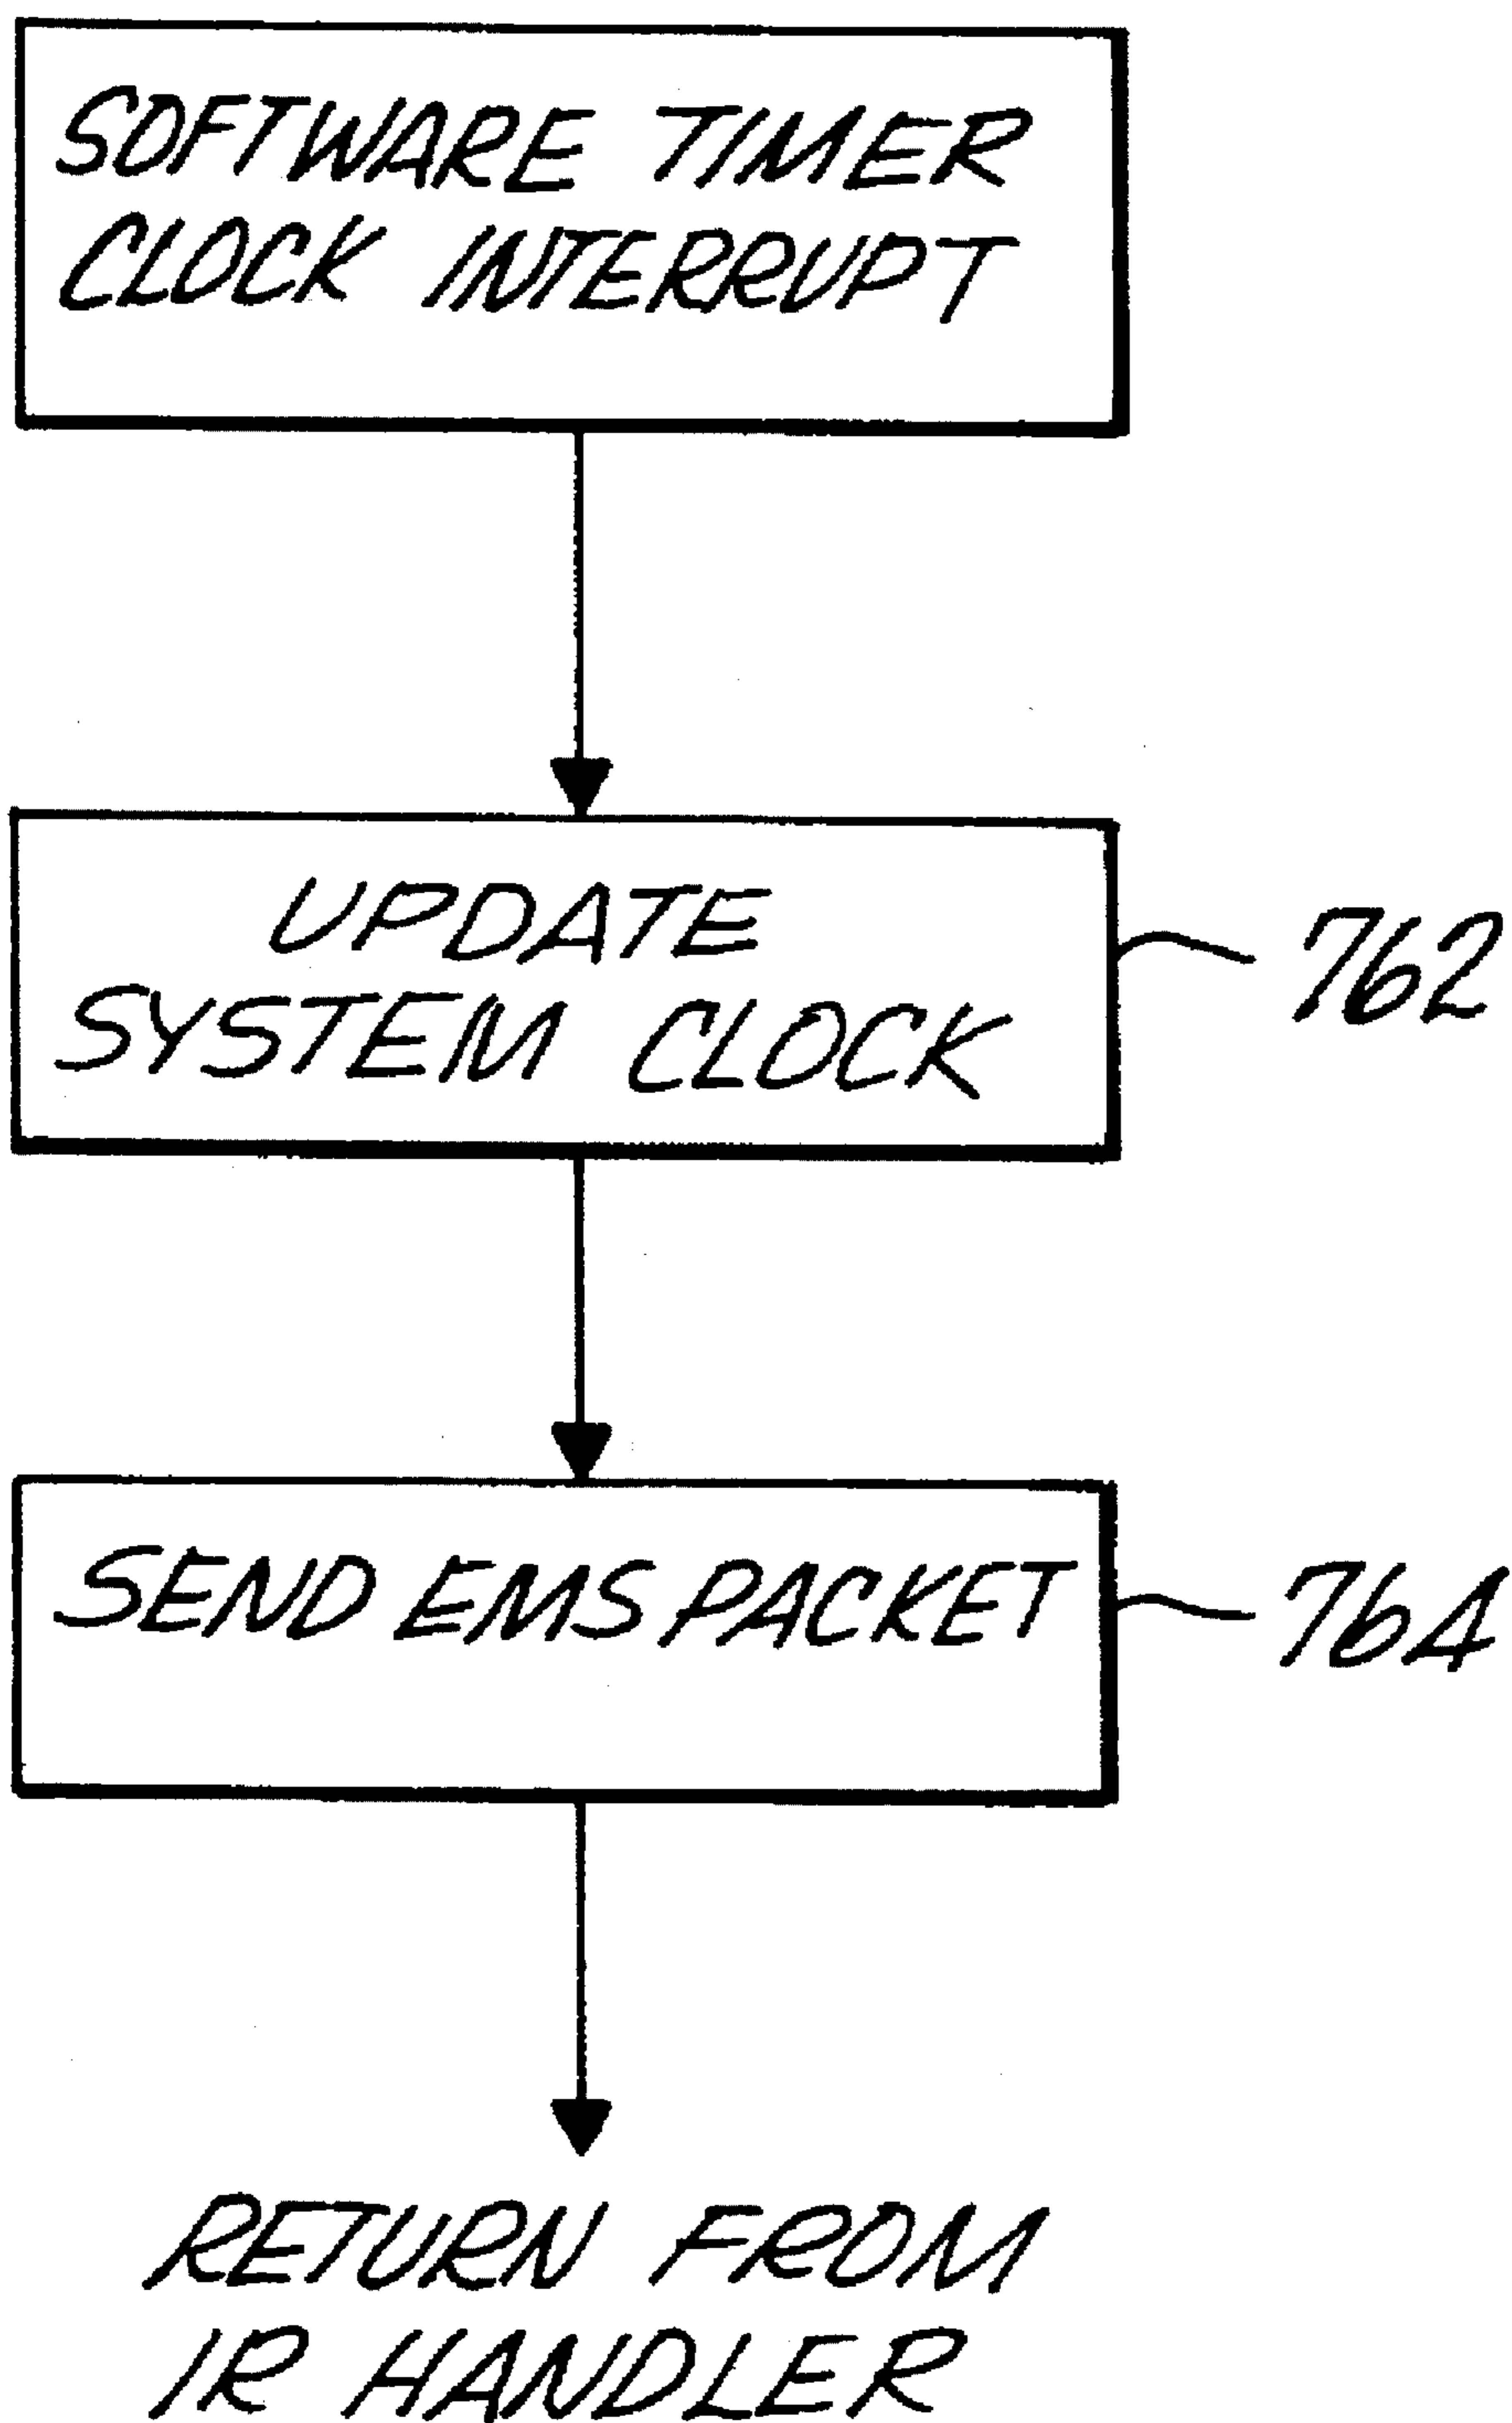 SOFTWARE TIMER
CLOCK INTERRUPT
UPDATE
SYSTEM CLOCK
762
SEND EMS PACKET
764
RETURN FROM
IR HANDLER